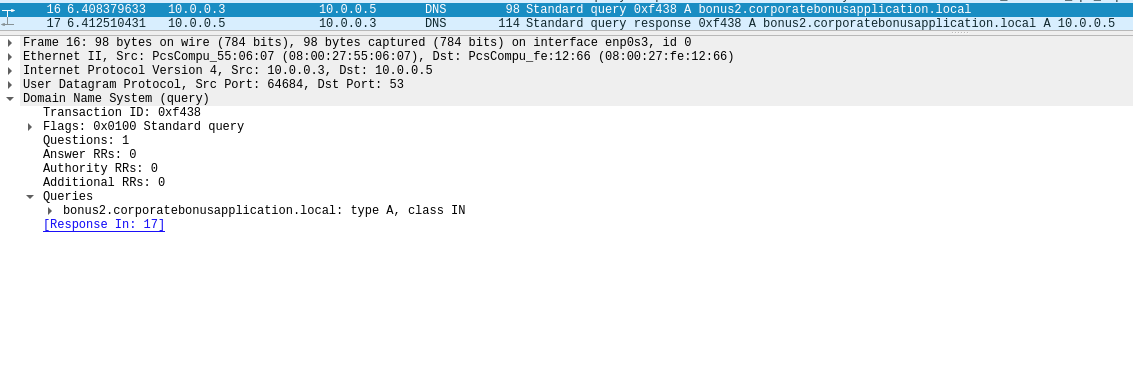 16 6.408379633 10.0.0.3 10.0.0.5 DNS 98 Standard query 0xf438 A bonus2.corporatebonusapplication.local
17 6.412510431 10.0.0.5 10.0.0.3 DNS 114 Standard query response 0xf438 A bonus2.corporatebonusapplication.local A 10.0.0.5
Frame 16: 98 bytes on wire (784 bits), 98 bytes captured (784 bits) on interface enp0s3, id 0
Ethernet II, Src: PcsCompu_55:06:07 (08:00:27:55:06:07), Dst: PcsCompu_fe:12:66 (08:00:27:fe:12:66)
Internet Protocol Version 4, Src: 10.0.0.3, Dst: 10.0.0.5
User Datagram Protocol, Src Port: 64684, Dst Port: 53
Domain Name System (query)
Transaction ID: 0xf438
Flags: 0x0100 Standard query
Questions: 1
Answer RRs: 0
Authority RRs: 0
Additional RRs: 0
Queries
bonus2.corporatebonusapplication.local: type A, class IN
[Response In: 17]